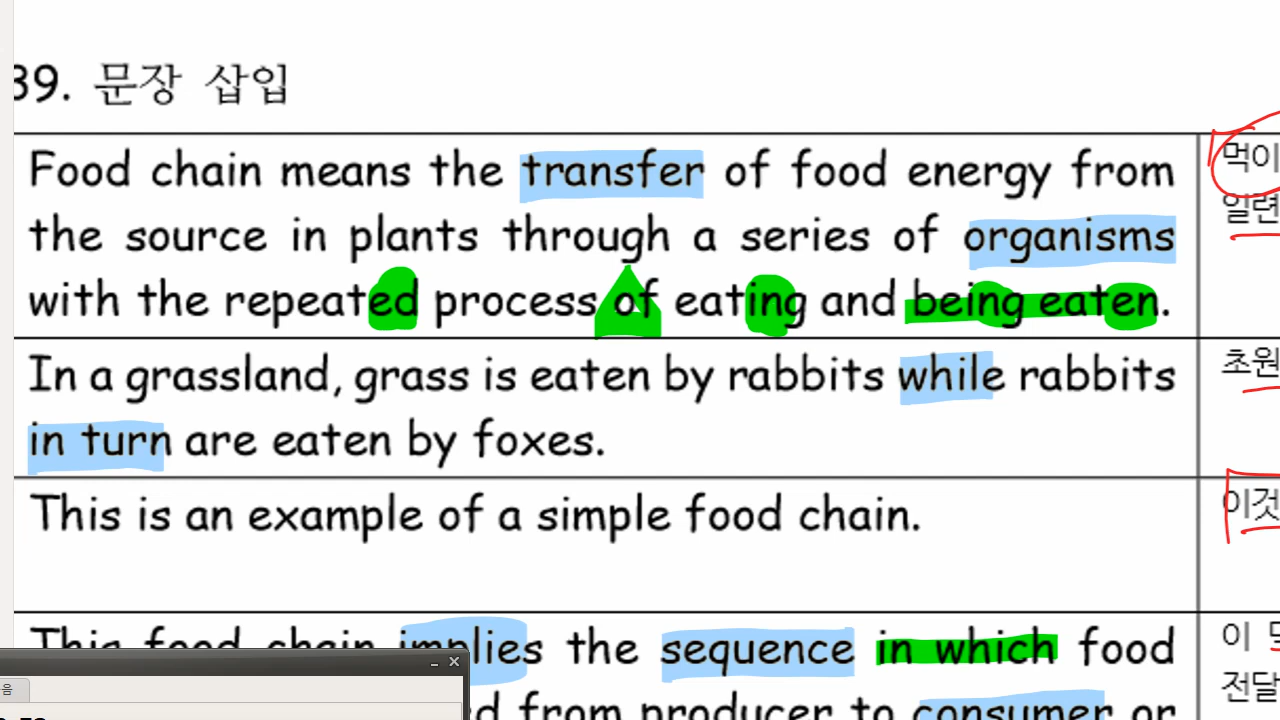 39. 문장 삽입
Food chain means the transfer of food energy from
the source in plants through a series of organisms
with the repeated process of eating and being eaten.
In a grassland, grass is eaten by rabbits while rabbits
in turn are eaten by foxes.
This is an example of a simple food chain.
This food chain implies the sequence in which food
from producer to consumer or
먹이
일련
초원
이것
이
전달
음